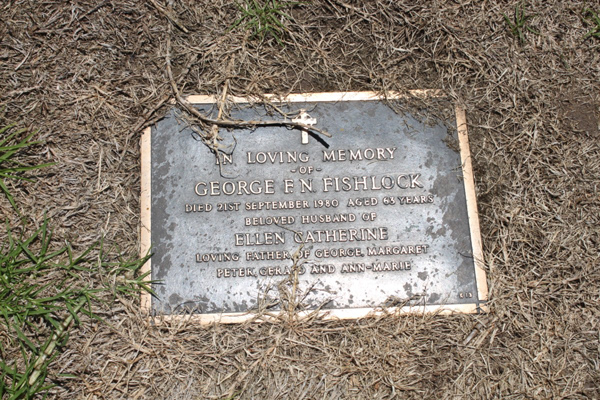 IN LOVING MEMORY
-OF-
GEORGE F.N. FISHLOCK
DIED 21ST SEPTEMBER 1980 AGED 63 YEARS
BELOVED HUSBAND OF
ELLEN CATHERINE
LOVING FATHER OF GEORGE, MARGARET
PETER, GERALD AND ANN-MARIE